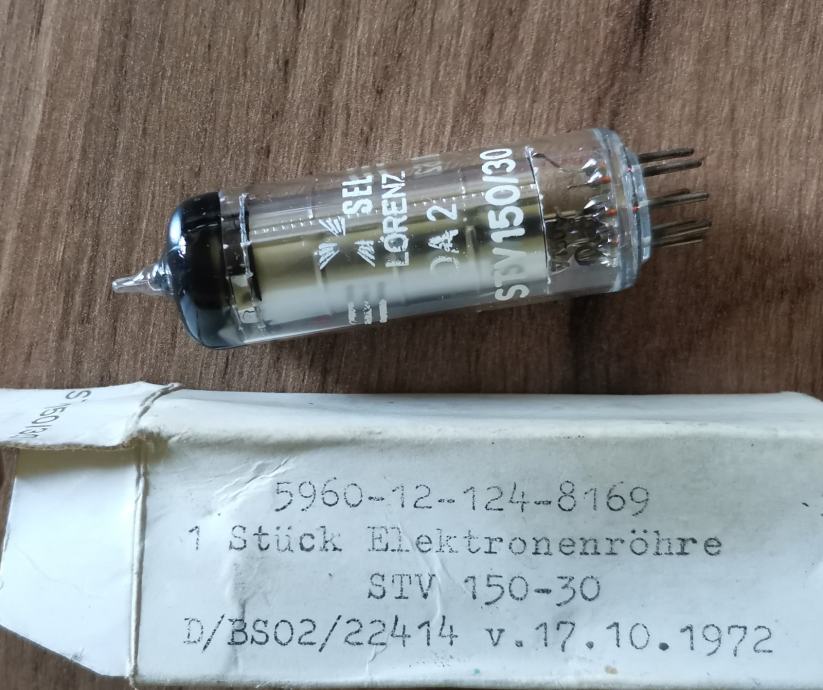 SEL
LORENZ
0A2
STV150/30
5960-12-124-8169
1 Stück Elektronenröhre
STV 150-30
D/BS02/22414 v.17.10.1972